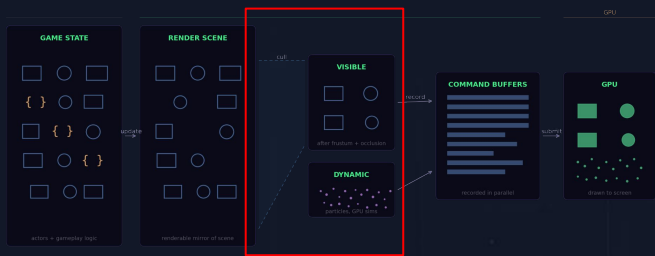 GPU
GAME STATE
{ }
{ }
{ }
actors + gameplay logic
update
RENDER SCENE
renderable mirror of scene
cull
VISIBLE
after frustum + occlusion
DYNAMIC
particles, GPU sims
record
COMMAND BUFFERS
recorded in parallel
submit
GPU
drawn to screen